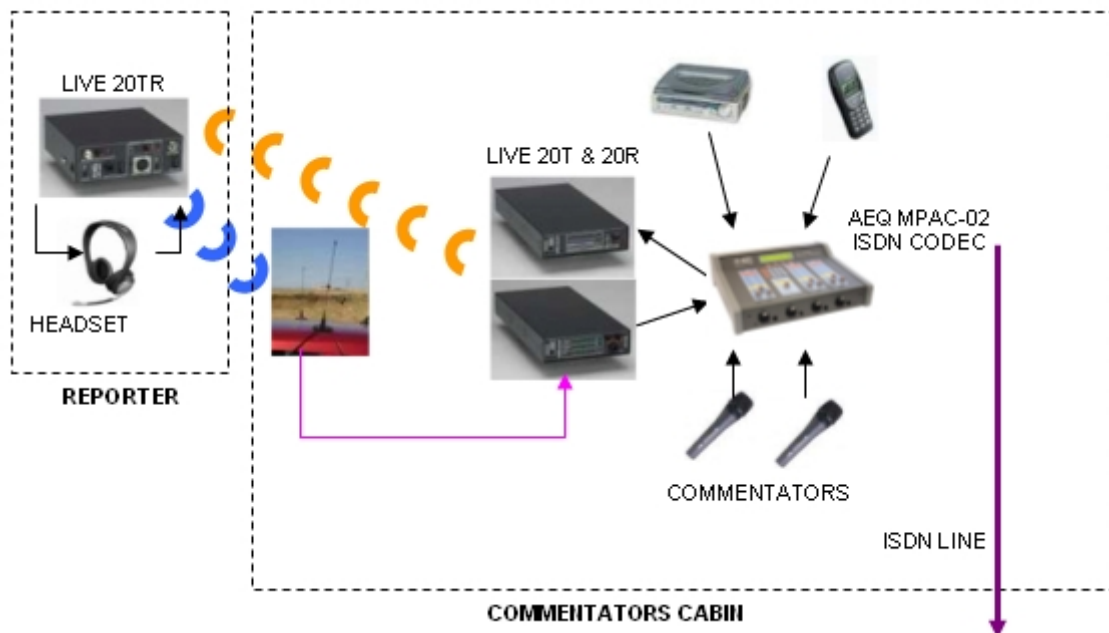 LIVE 20TR
HEADSET
REPORTER
LIVE 20T & 20R
AEQ MPAC-02
ISDN CODEC
COMMENTATORS
ISDN LINE
COMMENTATORS CABIN